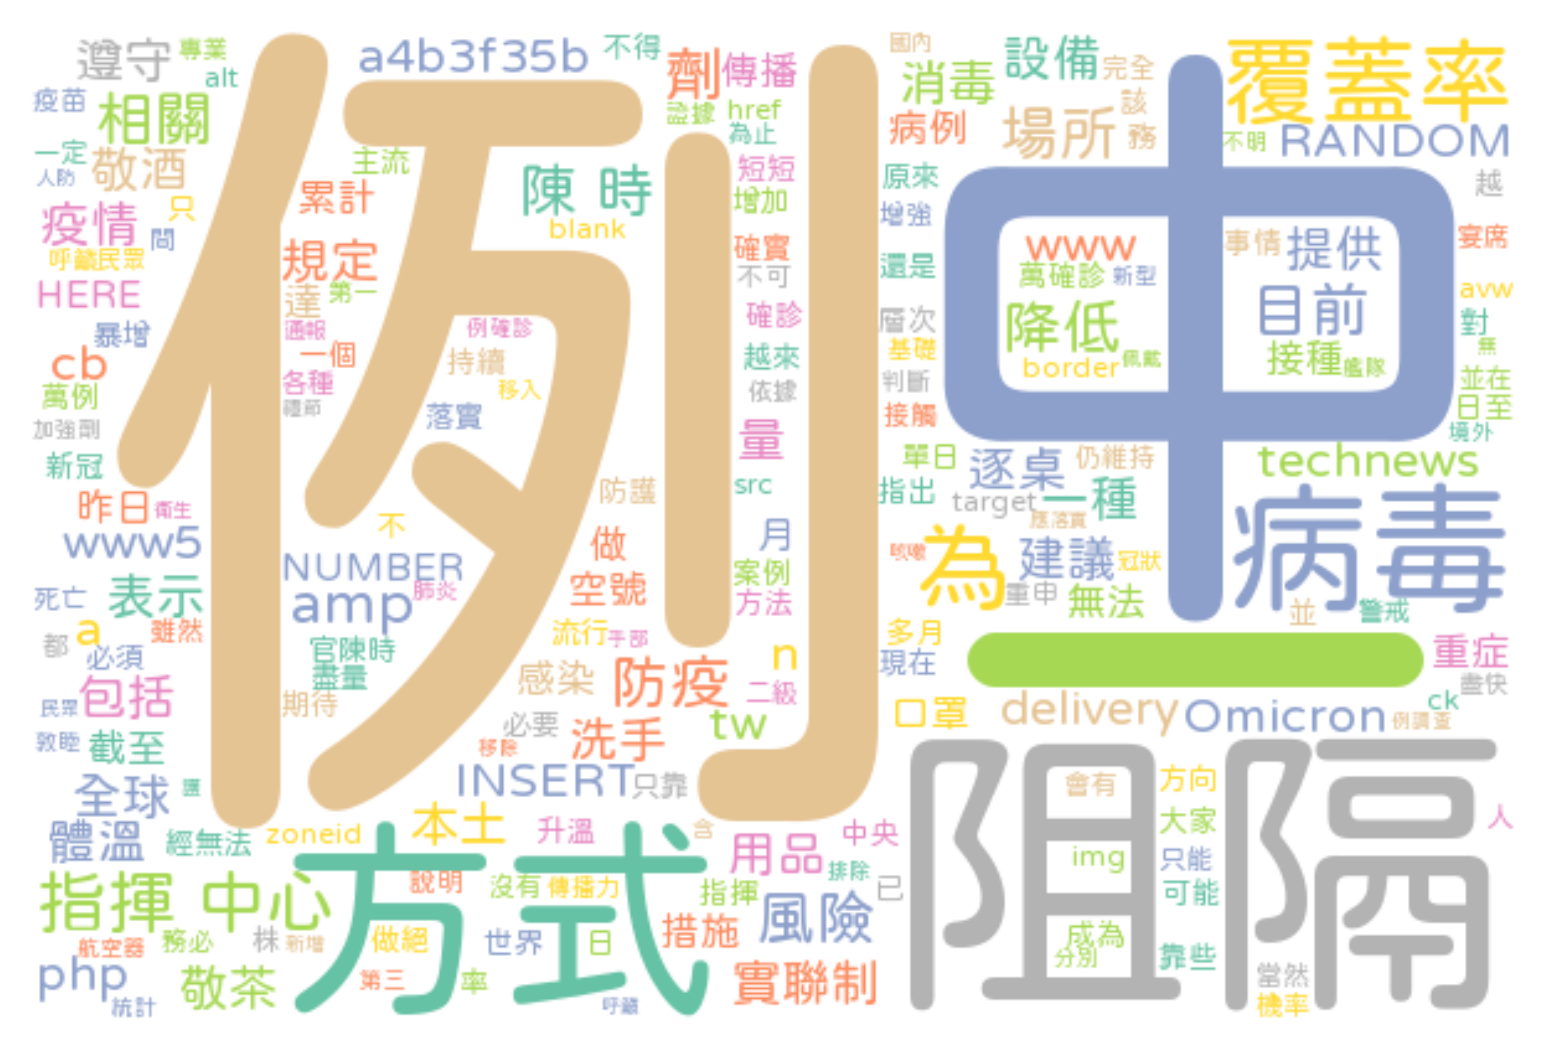 例
中
一
阻隔
方式
病毒
覆蓋率
為
指揮 中心
陳 時
防疫
降低
目前
風險
相關
RANDOM
a4b3f35b
amp
INSERT
NUMBER
Omicron
delivery
technews
www
www5
php
HERE
cb
tw
a
n
遵守
專業
alt
疫苗
一定
敬酒
人防
疫情
只
間
呼籲民眾
暴增
萬例
加強劑
新冠
昨日
衛生
死亡
表示
都
雖然
必須
包括
民眾
敦睦
截至
全球
體溫
經無法
zoneid
航空器
務必
株
新增
統計
敬茶
不得
劑
傳播
href
為止
主流
累計
短短
增加
blank
規定
達
第一
確實
不可
通報
一個
例確診
確診
各種
持續
移入
越來
依據
禮節
落實
量
防護
src
不
做
月
空號
案例
方法
肺炎
流行
手部
官陳時
盡量
感染
二級
期待
必要
洗手
移除
只靠
本土
升溫
含
用品
中央
排除
說明
沒有
傳播力
指揮
已
做絕
世界
日
措施
第三
率
呼籲
實聯制
國內
消毒
設備
完全
病例
場所
該
務
不明
越
原來
增強
還是
事情
提供
宴席
萬確診
新型
avw
層次
對
無
基礎
border
佩戴
接種
艦隊
判斷
並在
接觸
日至
境外
單日
逐桌
仍維持
指出
target
一種
應落實
咳嗽
建議
冠狀
重申
無法
並
警戒
多月
現在
重症
盡快
口罩
ck
例調查
會有
方向
大家
人
img
只能
可能
成為
分別
靠些
當然
機率